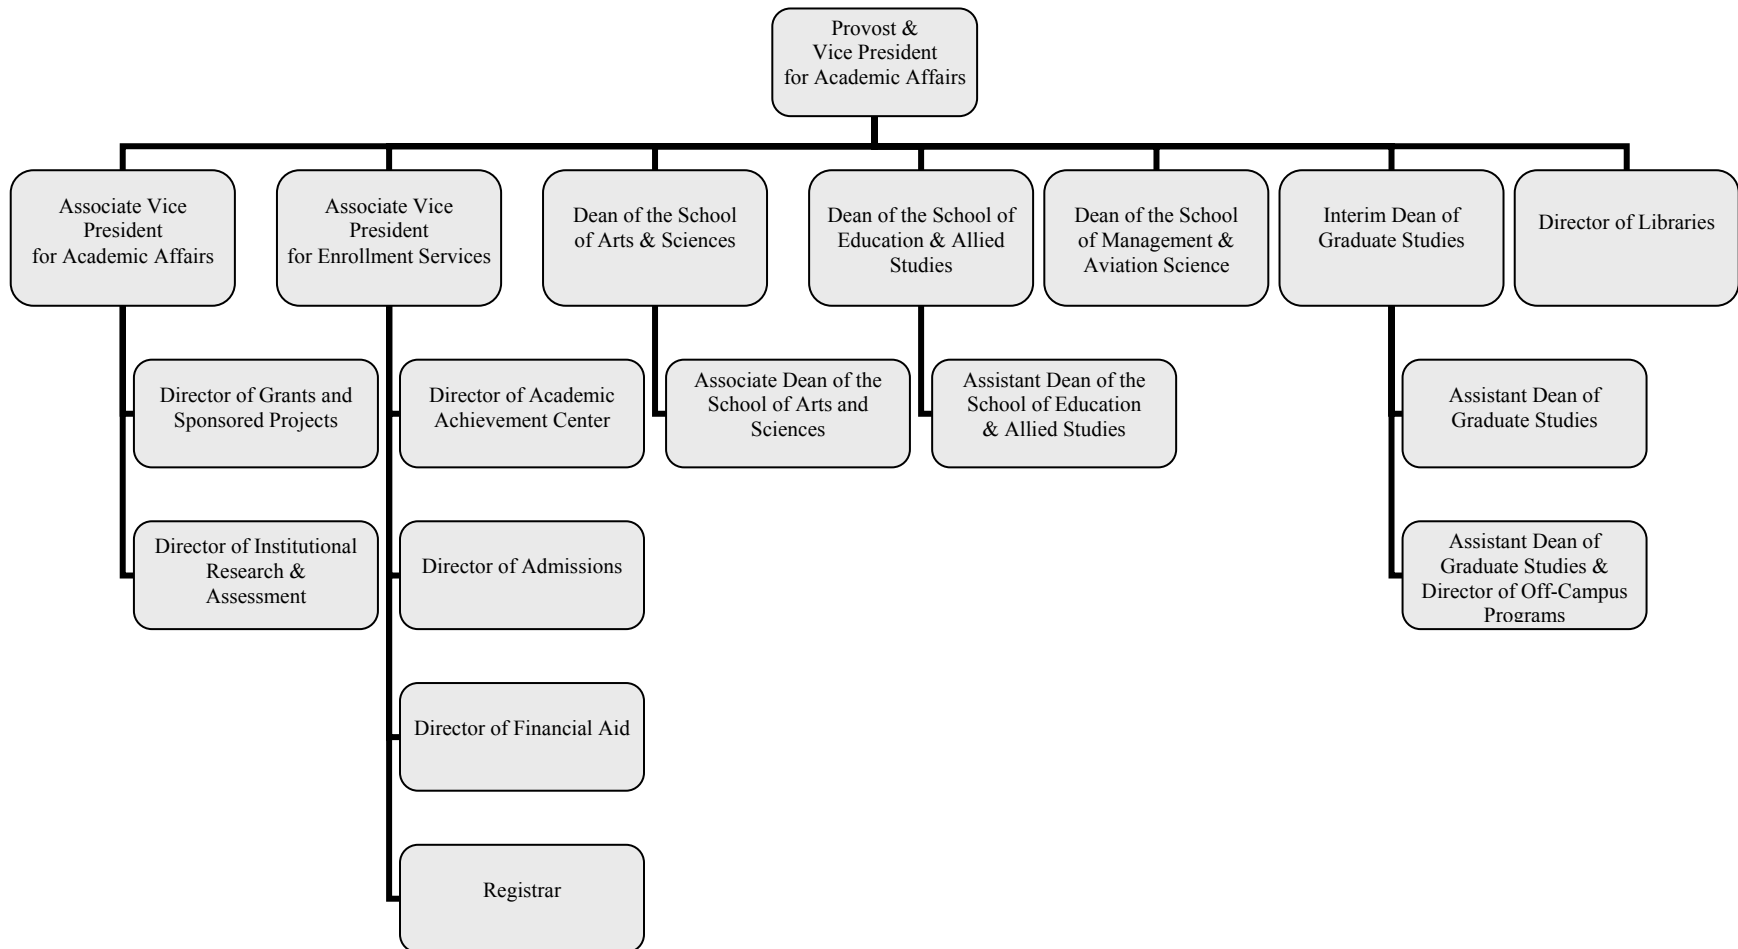 Provost &
Vice President
for Academic Affairs
Associate Vice
President
for Academic Affairs
Associate Vice
President
for Enrollment Services
Dean of the School
of Arts & Sciences
Dean of the School of
Education & Allied
Studies
Dean of the School
of Management &
Aviation Science
Interim Dean of
Graduate Studies
Director of Libraries
Director of Grants and
Sponsored Projects
Director of Academic
Achievement Center
Associate Dean of the
School of Arts and
Sciences
Assistant Dean of the
School of Education
& Allied Studies
Assistant Dean of
Graduate Studies
Director of Institutional
Research &
Assessment
Director of Admissions
Assistant Dean of
Graduate Studies &
Director of Off-Campus
Programs
Director of Financial Aid
Registrar